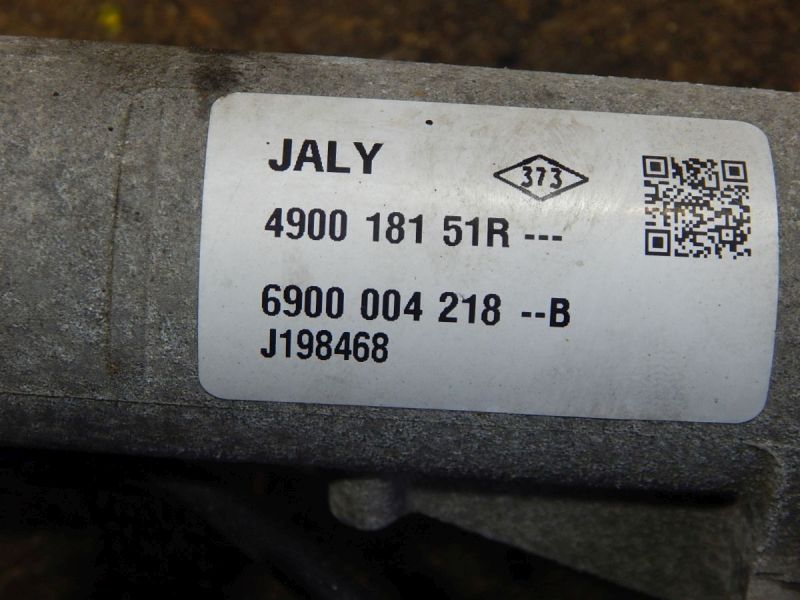 JALY
373
4900 181 51R ---
6900 004 218 --B
J198468